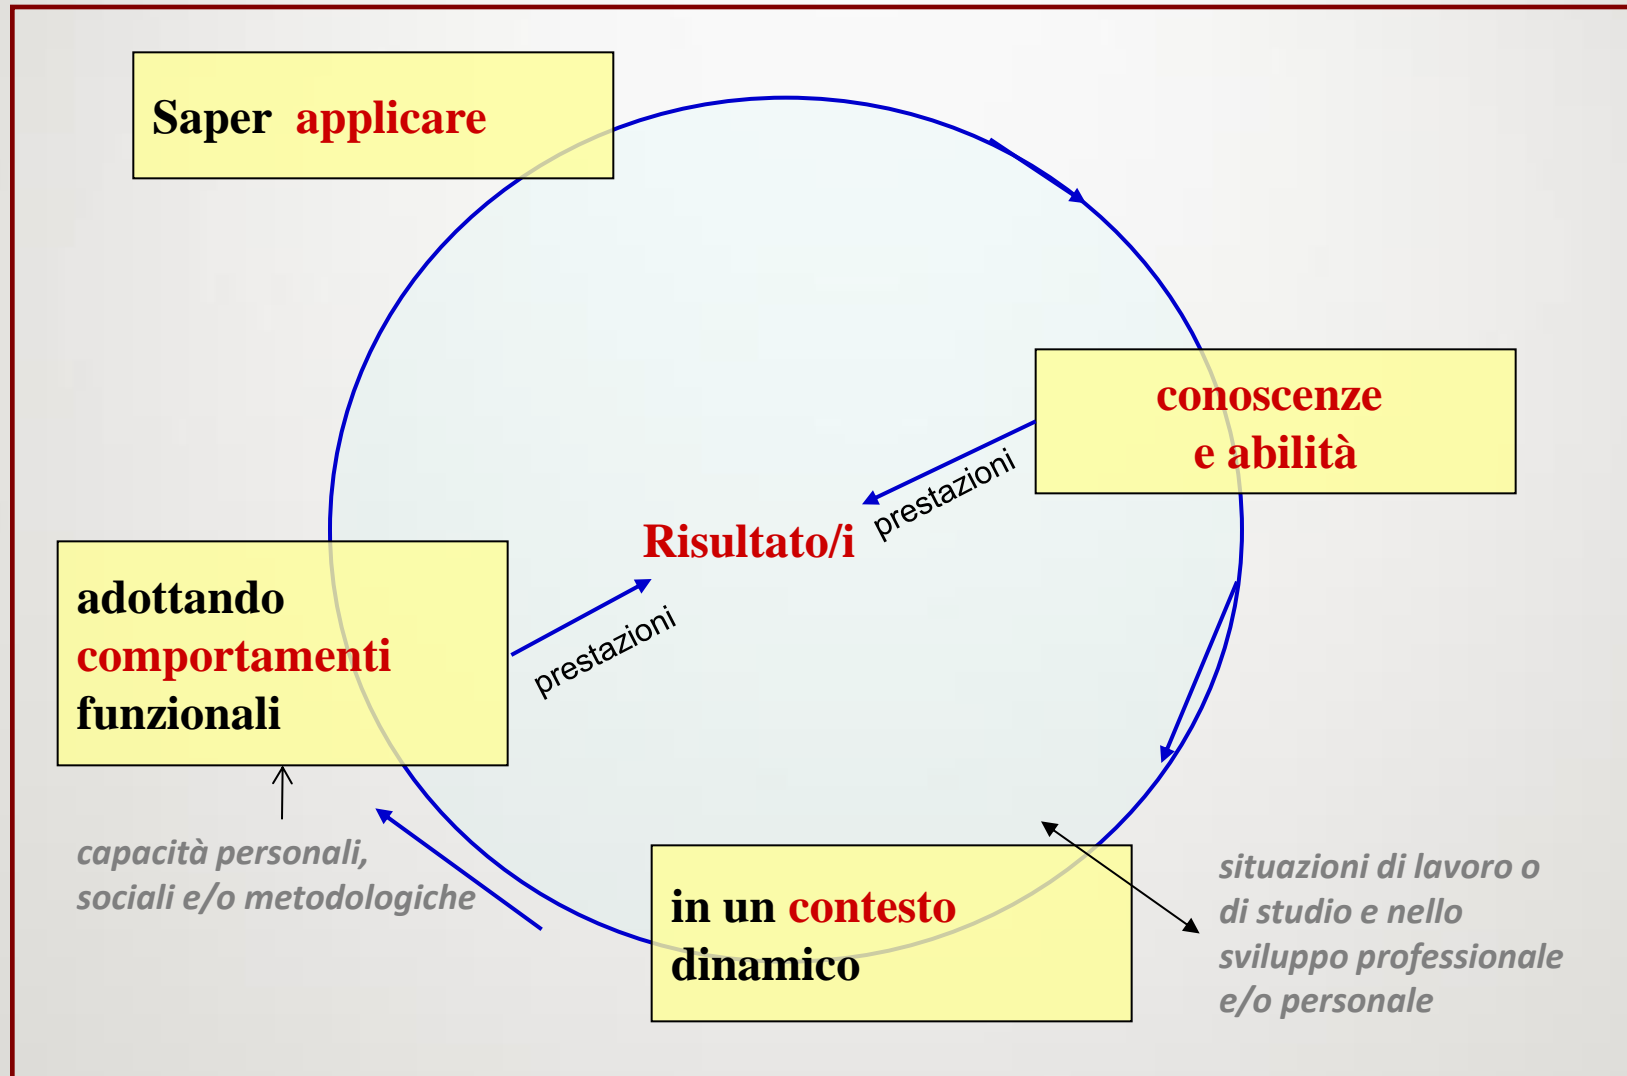 Saper applicare
conoscenze
e abilità
prestazioni
Risultato/i
adottando
comportamenti
funzionali
prestazioni
capacità personali,
sociali e/o metodologiche
in un contesto
dinamico
situazioni di lavoro o
di studio e nello
sviluppo professionale
e/o personale